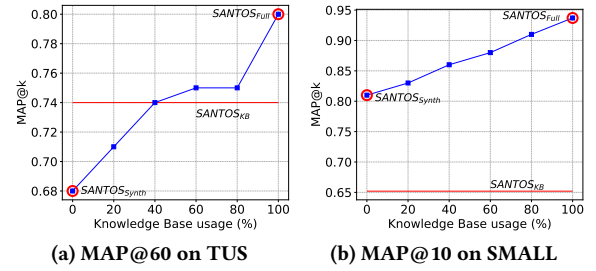 0.80
0.78
0.76
0.74
0.72
0.70
0.68
MAP@k
SANTOS_Full
SANTOS_KB
SANTOS_Synth
0 20 40 60 80 100
Knowledge Base usage (%)
(a) MAP@60 on TUS
0.95
0.90
0.85
0.80
0.75
0.70
0.65
MAP@k
SANTOS_Full
SANTOS_Synth
SANTOS_KB
0 20 40 60 80 100
Knowledge Base usage (%)
(b) MAP@10 on SMALL